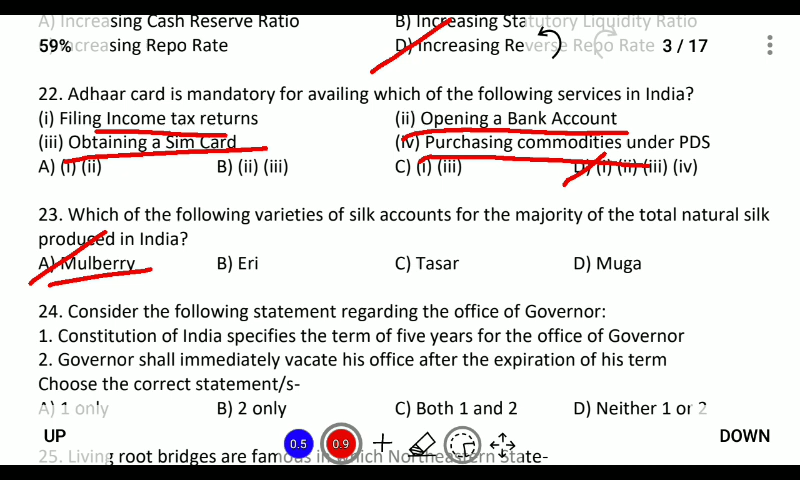 A) Increasing Cash Reserve Ratio B) Increasing Statutory Liquidity Ratio
59% creasing Repo Rate D) Increasing Reverse Repo Rate 3 / 17
22. Adhaar card is mandatory for availing which of the following services in India?
(i) Filing Income tax returns (ii) Opening a Bank Account
(iii) Obtaining a Sim Card (iv) Purchasing commodities under PDS
A) (i) (ii) B) (ii) (iii) C) (i) (iii) D) (i) (ii) (iii) (iv)
23. Which of the following varieties of silk accounts for the majority of the total natural silk
produced in India?
A) Mulberry B) Eri C) Tasar D) Muga
24. Consider the following statement regarding the office of Governor:
1. Constitution of India specifies the term of five years for the office of Governor
2. Governor shall immediately vacate his office after the expiration of his term
Choose the correct statement/s-
A) 1 only B) 2 only C) Both 1 and 2 D) Neither 1 or 2
UP 0.5 0.9 DOWN
25. Living root bridges are famous in which Northeastern State-